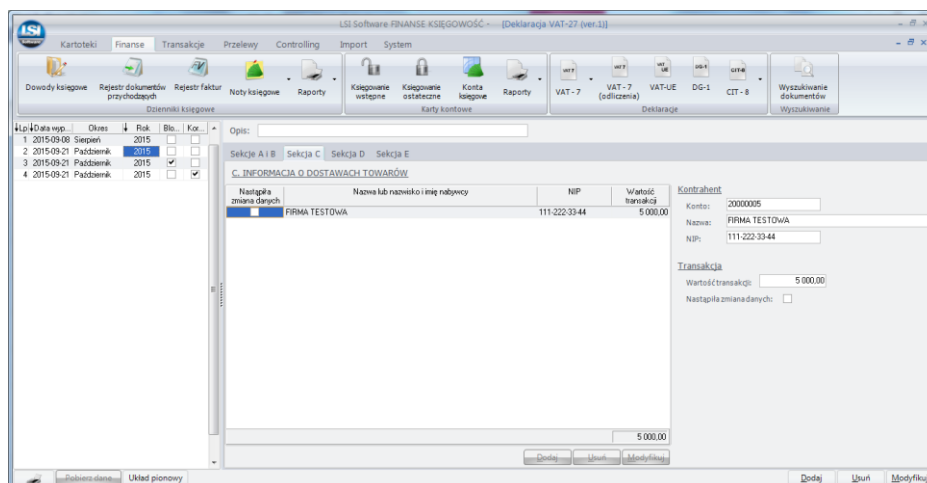 LSI Software FINANSE KSIĘGOWOŚĆ - [Deklaracja VAT-27 (ver.1)]
LSI
Kartoteki Finanse Transakcje Przelewy Controlling Import System
Dowody księgowe Rejestr dokumentów przychodzących Rejestr faktur Noty księgowe Raporty Księgowanie wstępne Księgowanie ostateczne Konta księgowe Raporty VAT - 7 VAT - 7 (odliczenia) VAT-UE DG-1 CIT - 8 Wyszukiwanie dokumentów
Dzienniki księgowe Karty kontowe Deklaracje Wyszukiwanie
Lp Data wyp... Okres Rok Blo... Kor...
1 2015-09-08 Sierpień 2015
2 2015-09-21 Październik 2015
3 2015-09-21 Październik 2015
4 2015-09-21 Październik 2015
Opis:
Sekcje A i B Sekcja C Sekcja D Sekcja E
C. INFORMACJA O DOSTAWACH TOWARÓW
Nastąpiła zmiana danych Nazwa lub nazwisko i imię nabywcy NIP Wartość transakcji
FIRMA TESTOWA 111-222-33-44 5 000,00
5 000,00
Dodaj Usuń Modyfikuj
Kontrahent
Konto: 20000005
Nazwa: FIRMA TESTOWA
NIP: 111-222-33-44
Transakcja
Wartość transakcji: 5 000,00
Nastąpiła zmiana danych:
Pobierz dane Układ pionowy Dodaj Usuń Modyfikuj